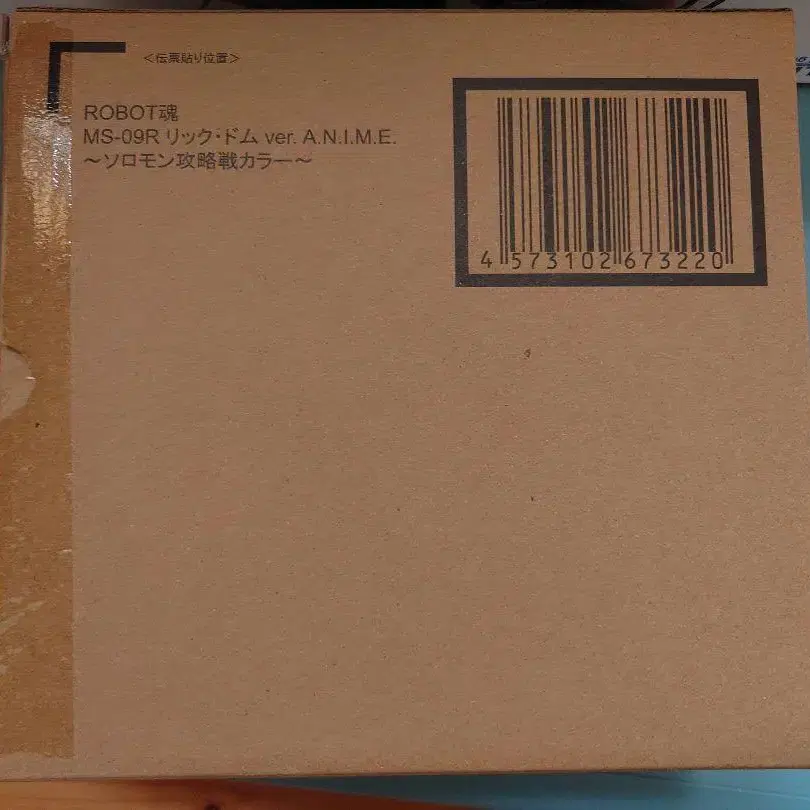 <伝票貼り位置>
ROBOT魂
MS-09R リック・ドム ver. A.N.I.M.E.
～ソロモン攻略戦カラー～
4 573102 673220